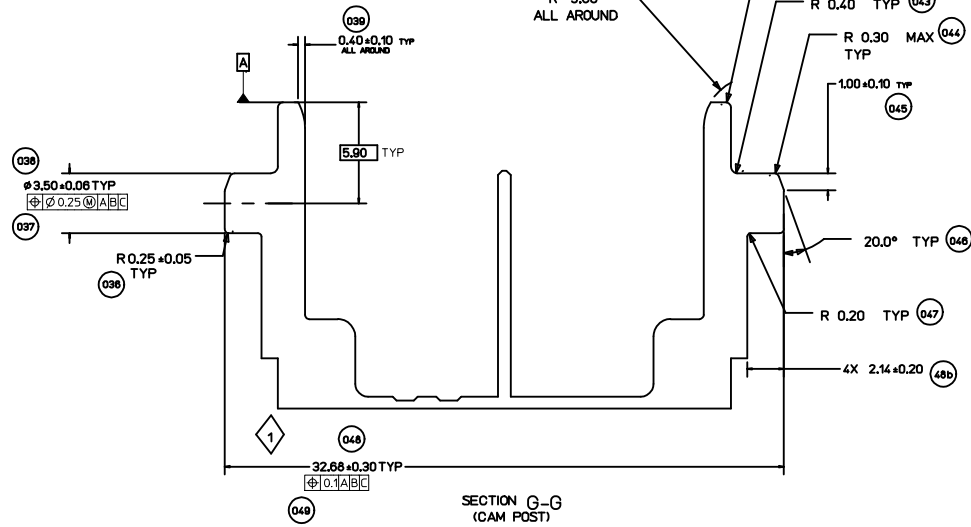 R 5.00
ALL AROUND
R 0.40 TYP 043
R 0.30 MAX 044
TYP
1.00±0.10 TYP
045
039
0.40±0.10 TYP
ALL AROUND
A
5.90 TYP
038
Ø3.50±0.06 TYP
⌖ Ø 0.25 Ⓜ A B C
037
R 0.25 ±0.05
TYP
036
20.0° TYP 046
R 0.20 TYP 047
4X 2.14±0.20 48b
1
048
32.68±0.30 TYP
⌖ 0.1 A B C
049
SECTION G-G
(CAM POST)